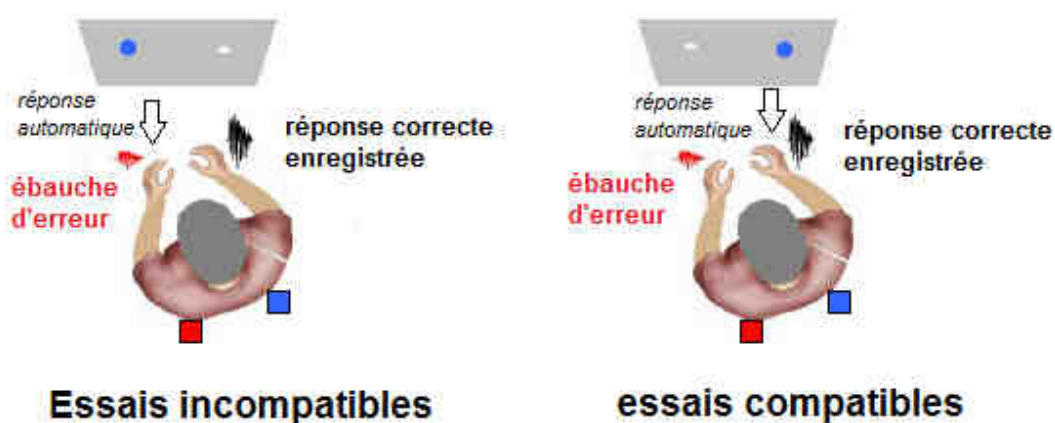 réponse
automatique
réponse correcte
enregistrée
ébauche
d'erreur
Essais incompatibles
réponse
automatique
réponse correcte
enregistrée
ébauche
d'erreur
essais compatibles